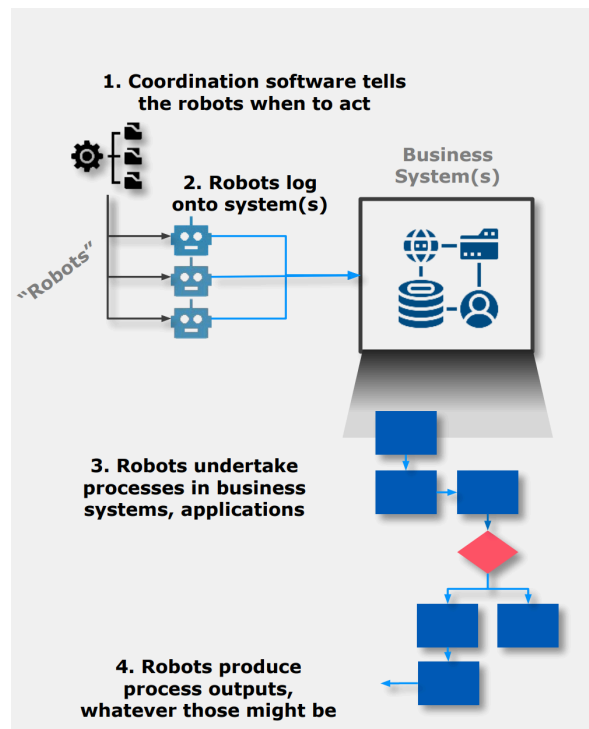 1. Coordination software tells
the robots when to act
Business
System(s)
2. Robots log
onto system(s)
“Robots”
3. Robots undertake
processes in business
systems, applications
4. Robots produce
process outputs,
whatever those might be